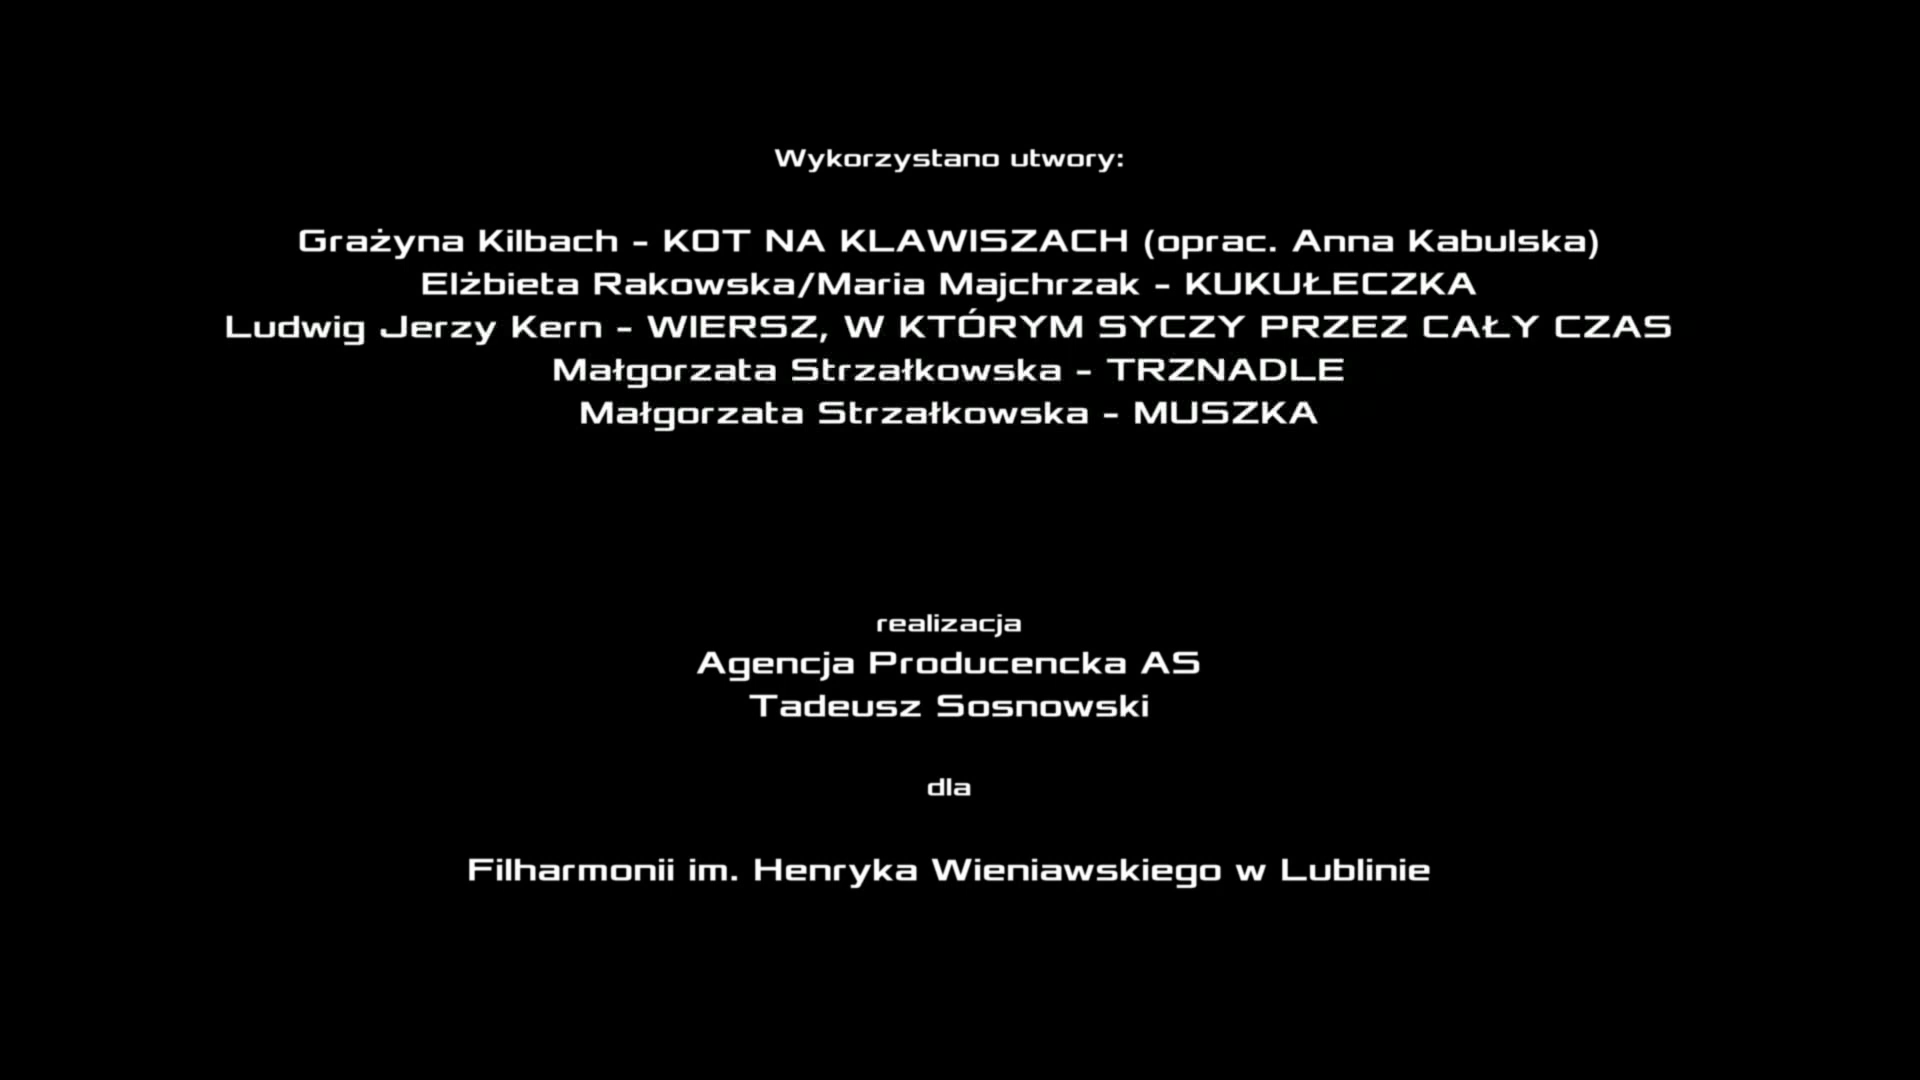 Wykorzystano utwory:
Grażyna Kilbach - KOT NA KLAWISZACH (oprac. Anna Kabulska)
Elżbieta Rakowska/Maria Majchrzak - KUKUŁECZKA
Ludwig Jerzy Kern - WIERSZ, W KTÓRYM SYCZY PRZEZ CAŁY CZAS
Małgorzata Strzałkowska - TRZNADLE
Małgorzata Strzałkowska - MUSZKA
realizacja
Agencja Producencka AS
Tadeusz Sosnowski
dla
Filharmonii im. Henryka Wieniawskiego w Lublinie